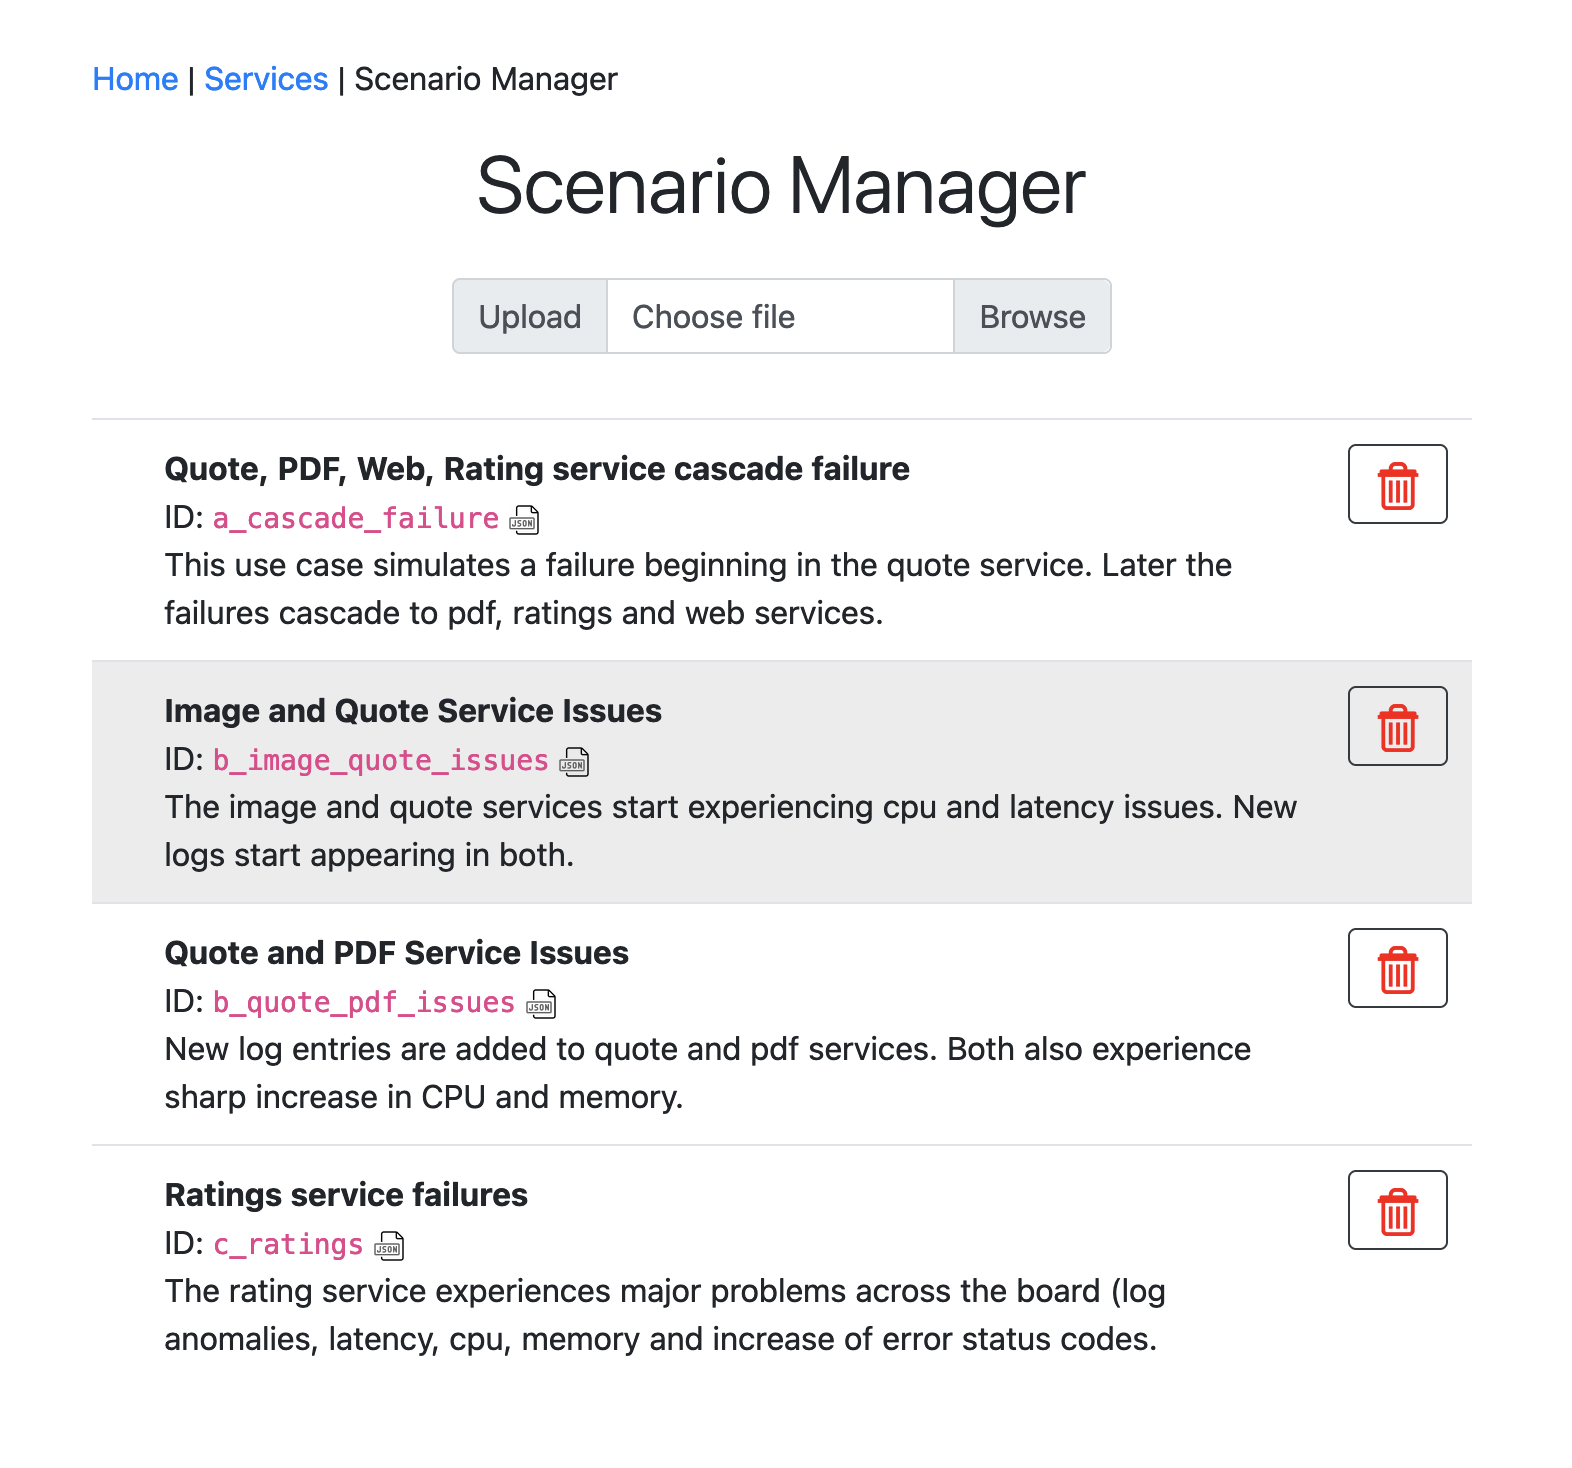 Home | Services | Scenario Manager
Scenario Manager
Upload Choose file Browse
Quote, PDF, Web, Rating service cascade failure
ID: a_cascade_failure JSON
This use case simulates a failure beginning in the quote service. Later the
failures cascade to pdf, ratings and web services.
Image and Quote Service Issues
ID: b_image_quote_issues JSON
The image and quote services start experiencing cpu and latency issues. New
logs start appearing in both.
Quote and PDF Service Issues
ID: b_quote_pdf_issues JSON
New log entries are added to quote and pdf services. Both also experience
sharp increase in CPU and memory.
Ratings service failures
ID: c_ratings JSON
The rating service experiences major problems across the board (log
anomalies, latency, cpu, memory and increase of error status codes.